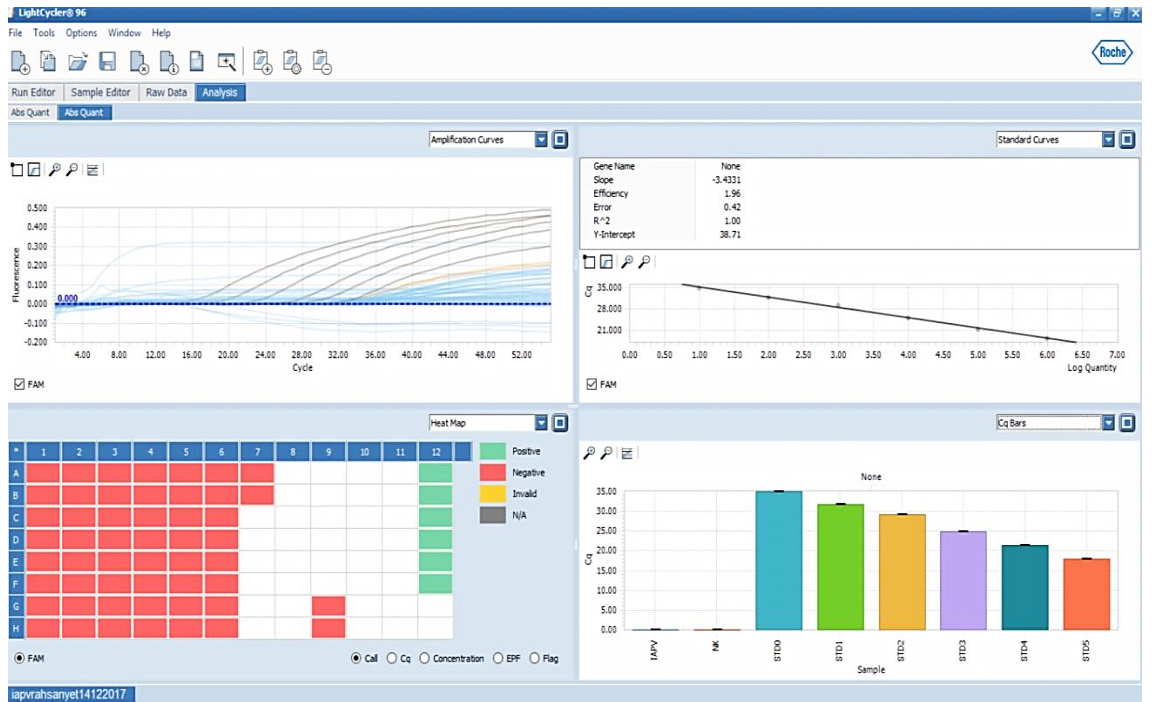 LightCycler® 96
File Tools Options Window Help
Roche
Run Editor Sample Editor Raw Data Analysis
Abs Quant Abs Quant
Amplification Curves
0.500
0.400
0.300
0.200
0.100
0.000
-0.100
-0.200
Fluorescence
0.000
4.00 8.00 12.00 16.00 20.00 24.00 28.00 32.00 36.00 40.00 44.00 48.00 52.00
Cycle
FAM
Standard Curves
Gene Name None
Slope -3.4331
Efficiency 1.96
Error 0.42
R^2 1.00
Y-Intercept 38.71
35.000
28.000
21.000
Cq
0.00 0.50 1.00 1.50 2.00 2.50 3.00 3.50 4.00 4.50 5.00 5.50 6.00 6.50 7.00
Log Quantity
FAM
Heat Map
* 1 2 3 4 5 6 7 8 9 10 11 12
A
B
C
D
E
F
G
H
Positive
Negative
Invalid
N/A
FAM
Call Cq Concentration EPF Flag
Cq Bars
None
35.00
30.00
25.00
20.00
15.00
10.00
5.00
0.00
Cq
IAPV NK STD0 STD1 STD2 STD3 STD4 STD5
Sample
iapvrahsanyet14122017